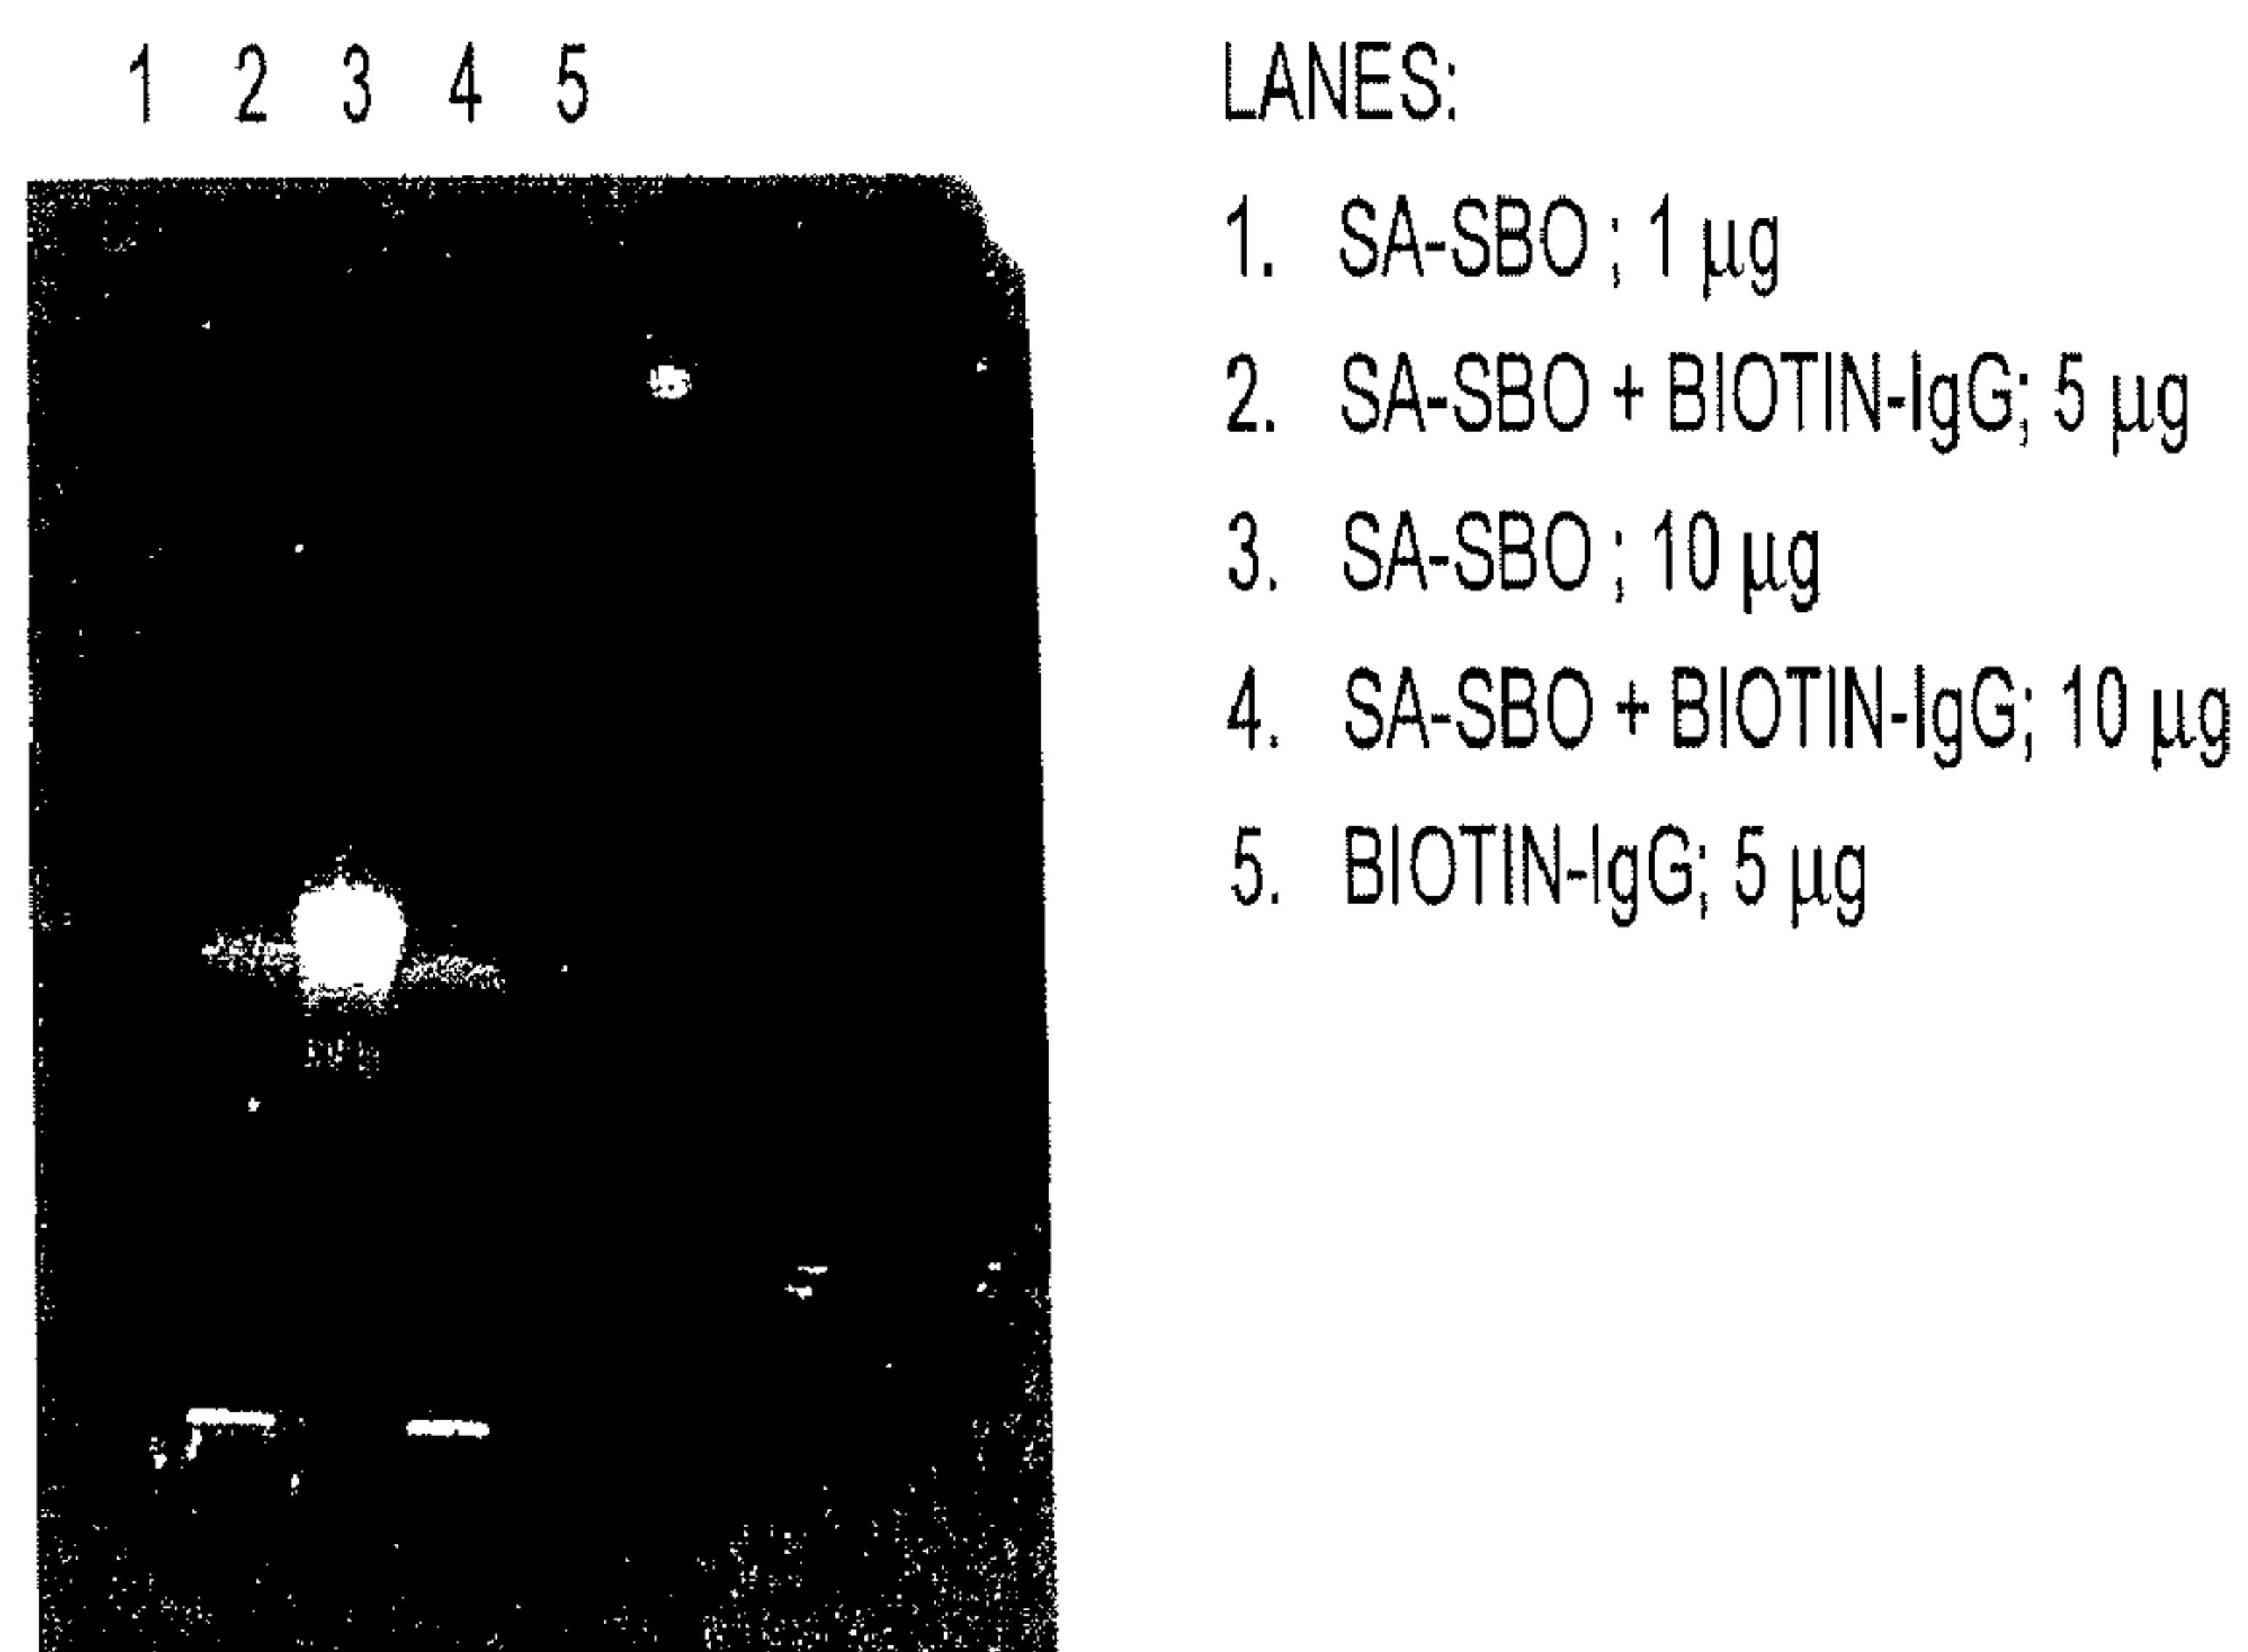 1 2 3 4 5
LANES:
1. SA-SBO ; 1 µg
2. SA-SBO + BIOTIN-IgG; 5 µg
3. SA-SBO ; 10 µg
4. SA-SBO + BIOTIN-IgG; 10 µg
5. BIOTIN-IgG; 5 µg